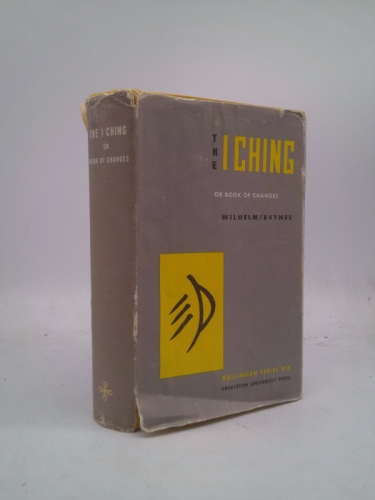 THE I CHING
OR
BOOK OF CHANGES
THE
I CHING
OR BOOK OF CHANGES
WILHELM/BAYNES
BOLLINGEN SERIES XIX
PRINCETON UNIVERSITY PRESS